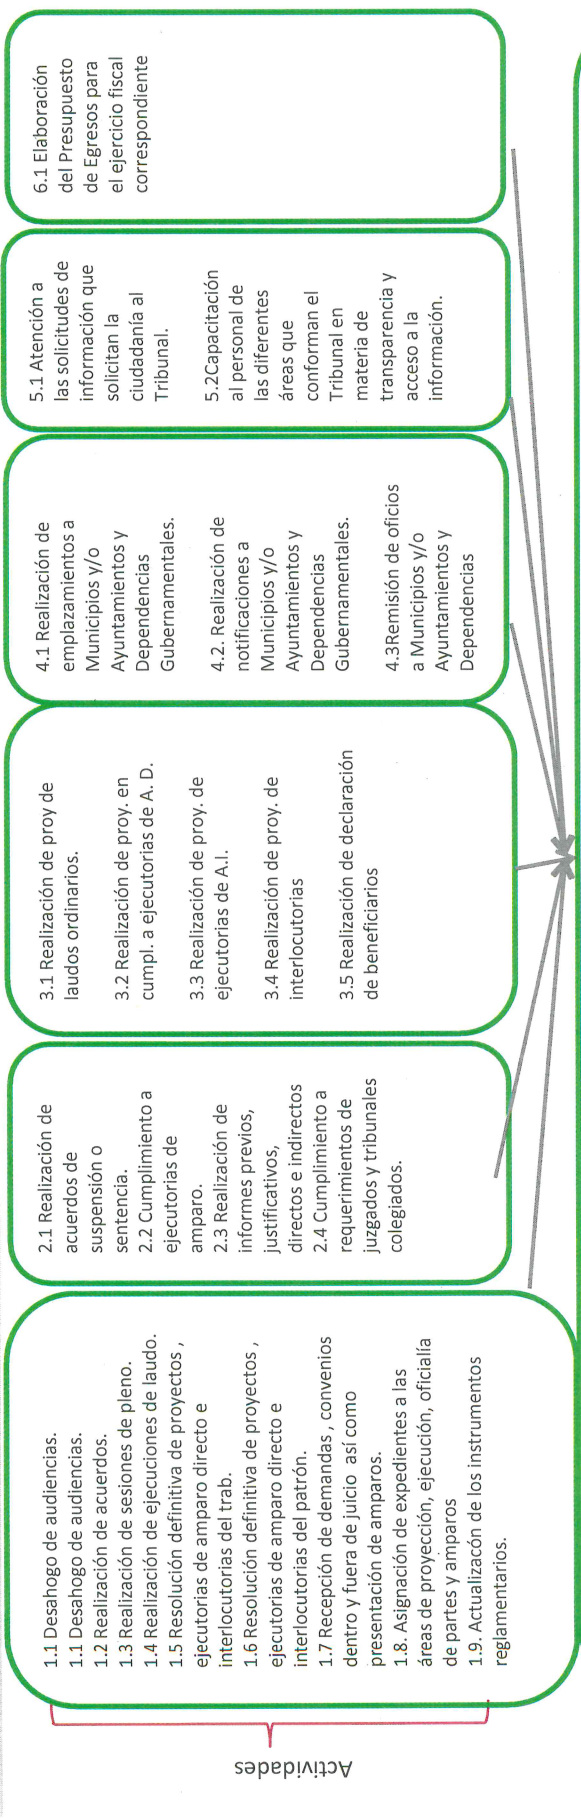 Actividades
1.1 Desahogo de audiencias.
1.1 Desahogo de audiencias.
1.2 Realización de acuerdos.
1.3 Realización de sesiones de pleno.
1.4 Realización de ejecuciones de laudo.
1.5 Resolución definitiva de proyectos ,
ejecutorias de amparo directo e
interlocutorias del trab.
1.6 Resolución definitiva de proyectos ,
ejecutorias de amparo directo e
interlocutorias del patrón.
1.7 Recepción de demandas , convenios
dentro y fuera de juicio así como
presentación de amparos.
1.8. Asignación de expedientes a las
áreas de proyección, ejecución, oficialía
de partes y amparos
1.9. Actualizacón de los instrumentos
reglamentarios.
2.1 Realización de
acuerdos de
suspensión o
sentencia.
2.2 Cumplimiento a
ejecutorias de
amparo.
2.3 Realización de
informes previos,
justificativos,
directos e indirectos
2.4 Cumplimiento a
requerimientos de
juzgados y tribunales
colegiados.
3.1 Realización de proy de
laudos ordinarios.
3.2 Realización de proy. en
cumpl. a ejecutorias de A. D.
3.3 Realización de proy. de
ejecutorias de A.I.
3.4 Realización de proy. de
interlocutorias
3.5 Realización de declaración
de beneficiarios
4.1 Realización de
emplazamientos a
Municipios y/o
Ayuntamientos y
Dependencias
Gubernamentales.
4.2. Realización de
notificaciones a
Municipios y/o
Ayuntamientos y
Dependencias
Gubernamentales.
4.3Remisión de oficios
a Municipios y/o
Ayuntamientos y
Dependencias
5.1 Atención a
las solicitudes de
información que
solicitan la
ciudadanía al
Tribunal.
5.2Capacitación
al personal de
las diferentes
áreas que
conforman el
Tribunal en
materia de
transparencia y
acceso a la
información.
6.1 Elaboración
del Presupuesto
de Egresos para
el ejercicio fiscal
correspondiente